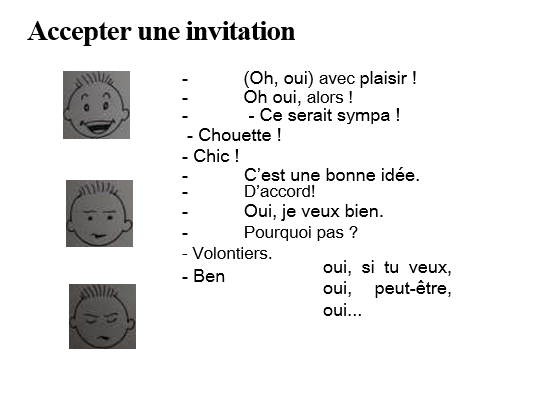 Accepter une invitation
- (Oh, oui) avec plaisir !
- Oh oui, alors !
- - Ce serait sympa !
- Chouette !
- Chic !
- C’est une bonne idée.
- D’accord!
- Oui, je veux bien.
- Pourquoi pas ?
- Volontiers.
- Ben oui, si tu veux,
oui, peut-être,
oui...